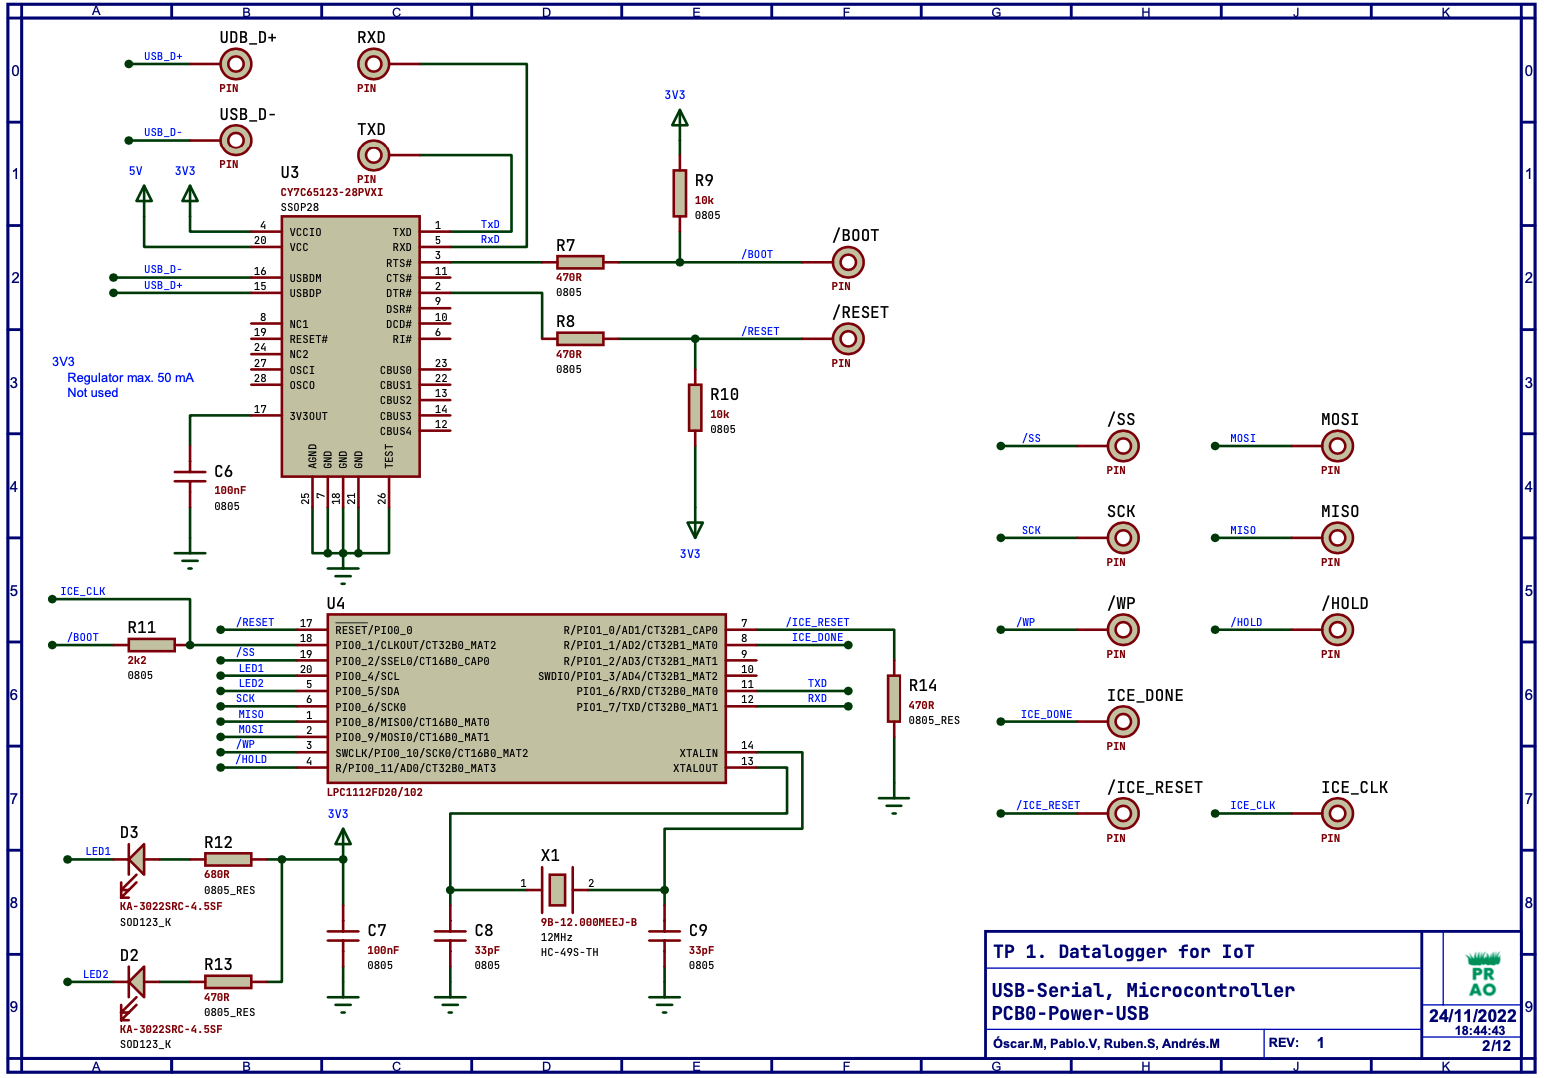 A B C D E F G H J K
0 0
1 1
2 2
3 3
4 4
5 5
6 6
7 7
8 8
9 9
UDB_D+
USB_D+
PIN
USB_D-
USB_D-
PIN
RXD
PIN
TXD
PIN
5V
3V3
U3
CY7C65123-28PVXI
SSOP28
4 VCCIO
20 VCC
USB_D- 16 USBDM
USB_D+ 15 USBDP
8 NC1
19 RESET#
24 NC2
27 OSCI
28 OSCO
17 3V3OUT
TXD 1 TxD
RXD 5 RxD
RTS# 3
CTS# 11
DTR# 2
DSR# 9
DCD# 10
RI# 6
CBUS0 23
CBUS1 22
CBUS2 13
CBUS3 14
CBUS4 12
AGND GND GND GND TEST
25 7 18 21 26
3V3
Regulator max. 50 mA
Not used
C6
100nF
0805
3V3
R9
10k
0805
R7
470R
0805
/BOOT
/BOOT
PIN
R8
470R
0805
/RESET
/RESET
PIN
R10
10k
0805
3V3
ICE_CLK
/BOOT
R11
2k2
0805
U4
/RESET 17 RESET/PIO0_0
18 PIO0_1/CLKOUT/CT32B0_MAT2
/SS 19 PIO0_2/SSEL0/CT16B0_CAP0
LED1 20 PIO0_4/SCL
LED2 5 PIO0_5/SDA
SCK 6 PIO0_6/SCK0
MISO 1 PIO0_8/MISO0/CT16B0_MAT0
MOSI 2 PIO0_9/MOSI0/CT16B0_MAT1
/WP 3 SWCLK/PIO0_10/SCK0/CT16B0_MAT2
/HOLD 4 R/PIO0_11/AD0/CT32B0_MAT3
R/PIO1_0/AD1/CT32B1_CAP0 7 /ICE_RESET
R/PIO1_1/AD2/CT32B1_MAT0 8 ICE_DONE
R/PIO1_2/AD3/CT32B1_MAT1 9
SWDIO/PIO1_3/AD4/CT32B1_MAT2 10
PIO1_6/RXD/CT32B0_MAT0 11 TXD
PIO1_7/TXD/CT32B0_MAT1 12 RXD
XTALIN 14
XTALOUT 13
LPC1112FD20/102
R14
470R
0805_RES
3V3
D3
LED1
KA-3022SRC-4.5SF
SOD123_K
R12
680R
0805_RES
D2
LED2
KA-3022SRC-4.5SF
SOD123_K
R13
470R
0805_RES
C7
100nF
0805
C8
33pF
0805
X1
1 2
9B-12.000MEEJ-B
12MHz
HC-49S-TH
C9
33pF
0805
/SS
/SS
PIN
MOSI
MOSI
PIN
SCK
SCK
PIN
MISO
MISO
PIN
/WP
/WP
PIN
/HOLD
/HOLD
PIN
ICE_DONE
ICE_DONE
PIN
/ICE_RESET
/ICE_RESET
PIN
ICE_CLK
ICE_CLK
PIN
TP 1. Datalogger for IoT
USB-Serial, Microcontroller
PCB0-Power-USB
Óscar.M, Pablo.V, Ruben.S, Andrés.M
REV: 1
PR
AO
24/11/2022
18:44:43
2/12
A B C D E F G H J K